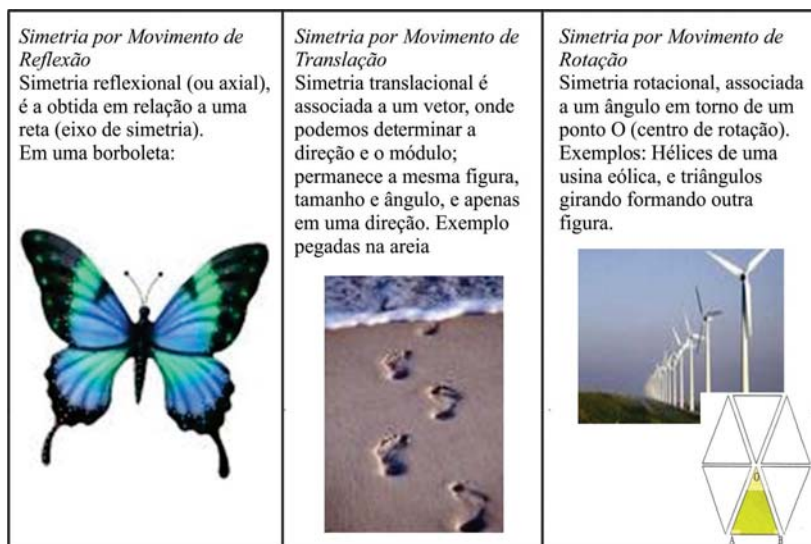 Simetria por Movimento de
Reflexão
Simetria reflexional (ou axial),
é a obtida em relação a uma
reta (eixo de simetria).
Em uma borboleta:
Simetria por Movimento de
Translação
Simetria translacional é
associada a um vetor, onde
podemos determinar a
direção e o módulo;
permanece a mesma figura,
tamanho e ângulo, e apenas
em uma direção. Exemplo
pegadas na areia
Simetria por Movimento de
Rotação
Simetria rotacional, associada
a um ângulo em torno de um
ponto O (centro de rotação).
Exemplos: Hélices de uma
usina eólica, e triângulos
girando formando outra
figura.
O
A B